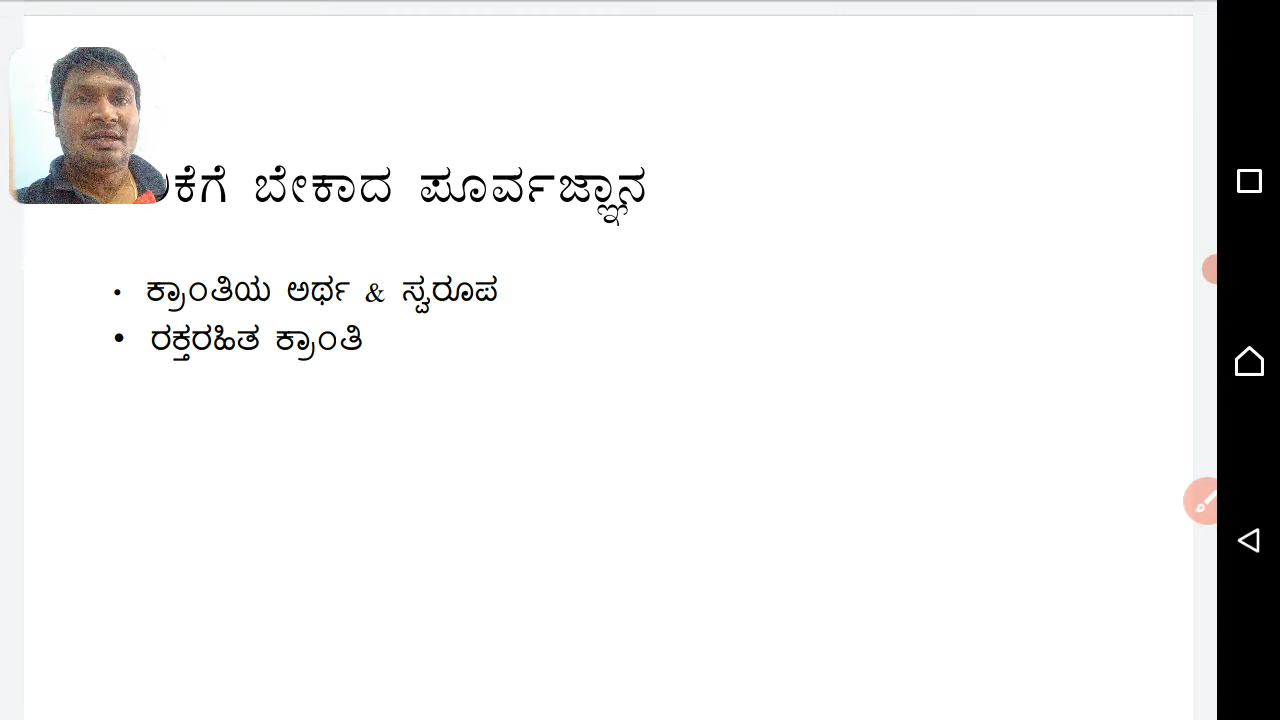 ಬೇಕಾದ ಪೂರ್ವಜ್ಞಾನ
• ಕ್ರಾಂತಿಯ ಅರ್ಥ & ಸ್ವರೂಪ
• ರಕ್ತರಹಿತ ಕ್ರಾಂತಿ